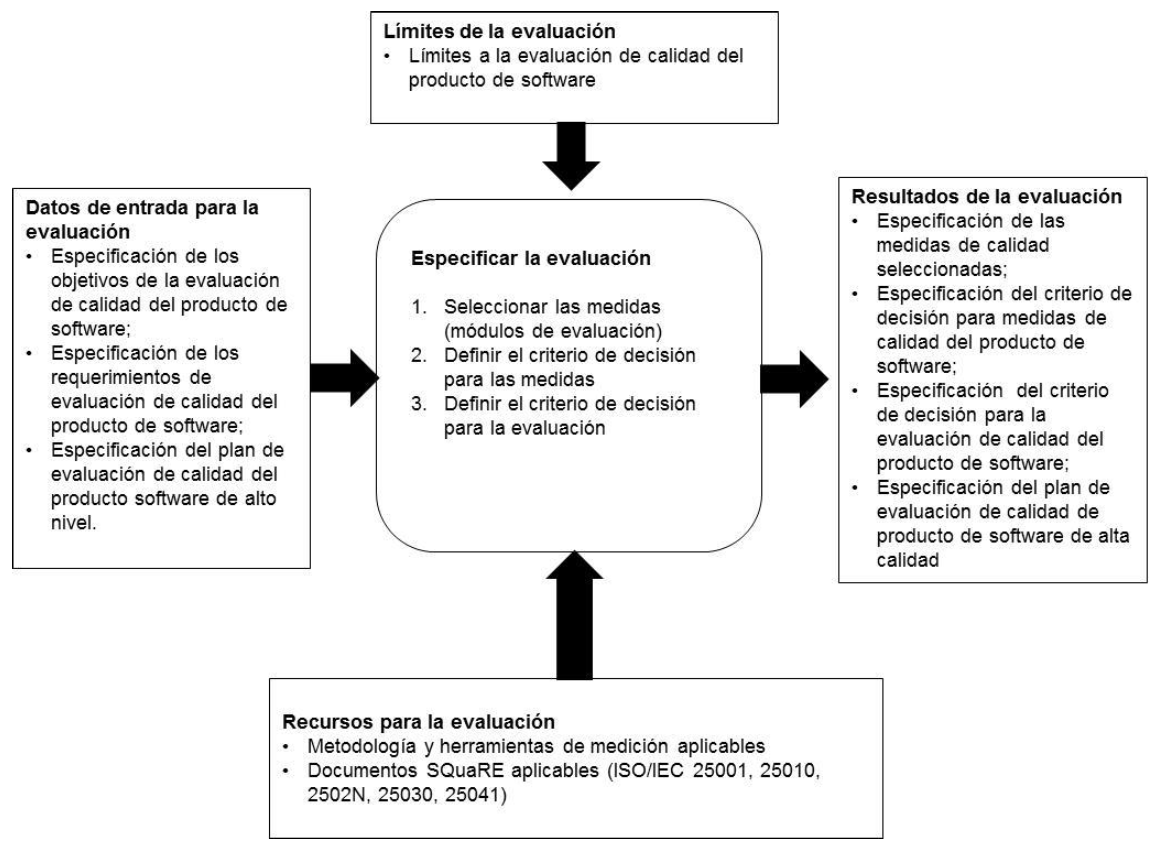 Límites de la evaluación
• Límites a la evaluación de calidad del
producto de software
Datos de entrada para la
evaluación
• Especificación de los
objetivos de la evaluación
de calidad del producto de
software;
• Especificación de los
requerimientos de
evaluación de calidad del
producto de software;
• Especificación del plan de
evaluación de calidad del
producto software de alto
nivel.
Especificar la evaluación
1. Seleccionar las medidas
(módulos de evaluación)
2. Definir el criterio de decisión
para las medidas
3. Definir el criterio de decisión
para la evaluación
Resultados de la evaluación
• Especificación de las
medidas de calidad
seleccionadas;
• Especificación del criterio de
decisión para medidas de
calidad del producto de
software;
• Especificación del criterio
de decisión para la
evaluación de calidad del
producto de software;
• Especificación del plan de
evaluación de calidad de
producto de software de alta
calidad
Recursos para la evaluación
• Metodología y herramientas de medición aplicables
• Documentos SQuaRE aplicables (ISO/IEC 25001, 25010,
2502N, 25030, 25041)